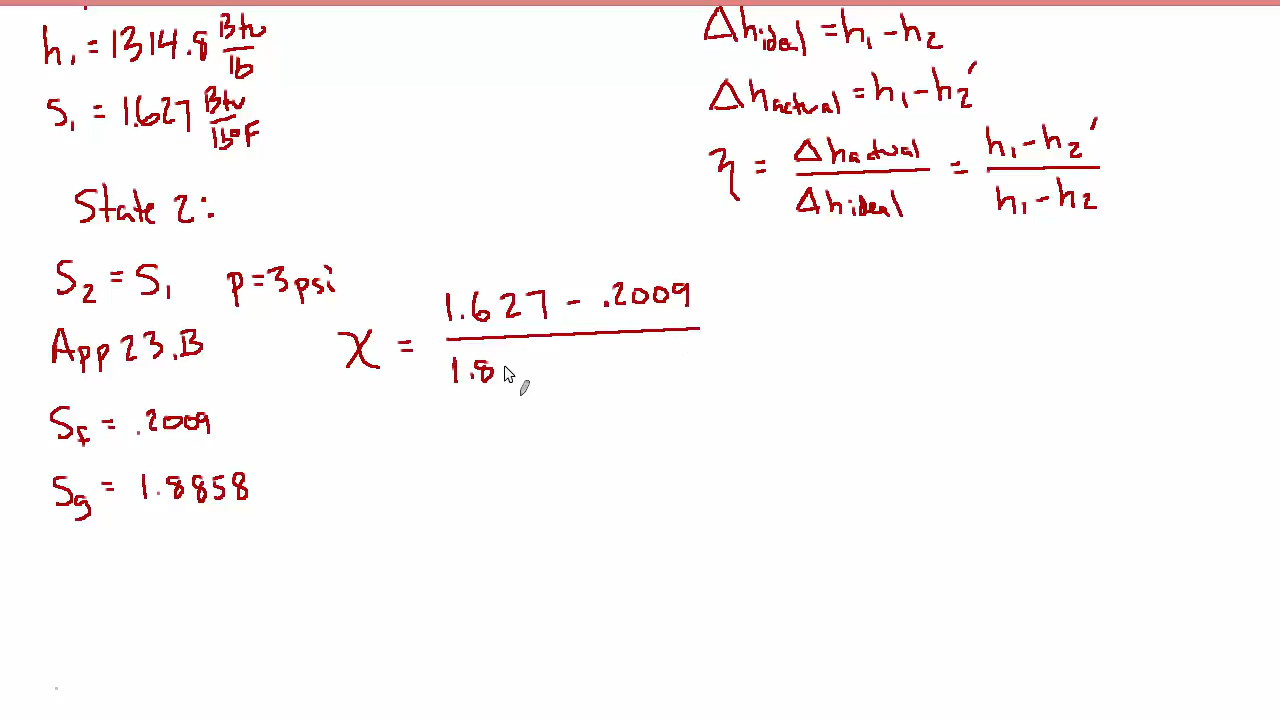 h₁ = 1314.8 Btu/lb
s₁ = 1.627 Btu/lb°F
State 2:
S₂ = S₁ p = 3 psi
App 23.B
S_f = .2009
S_g = 1.8858
x = 1.627 - .2009
1.8
Δh_ideal = h₁ - h₂
Δh_actual = h₁ - h₂'
η = Δh_actual/Δh_ideal = h₁ - h₂'/h₁ - h₂